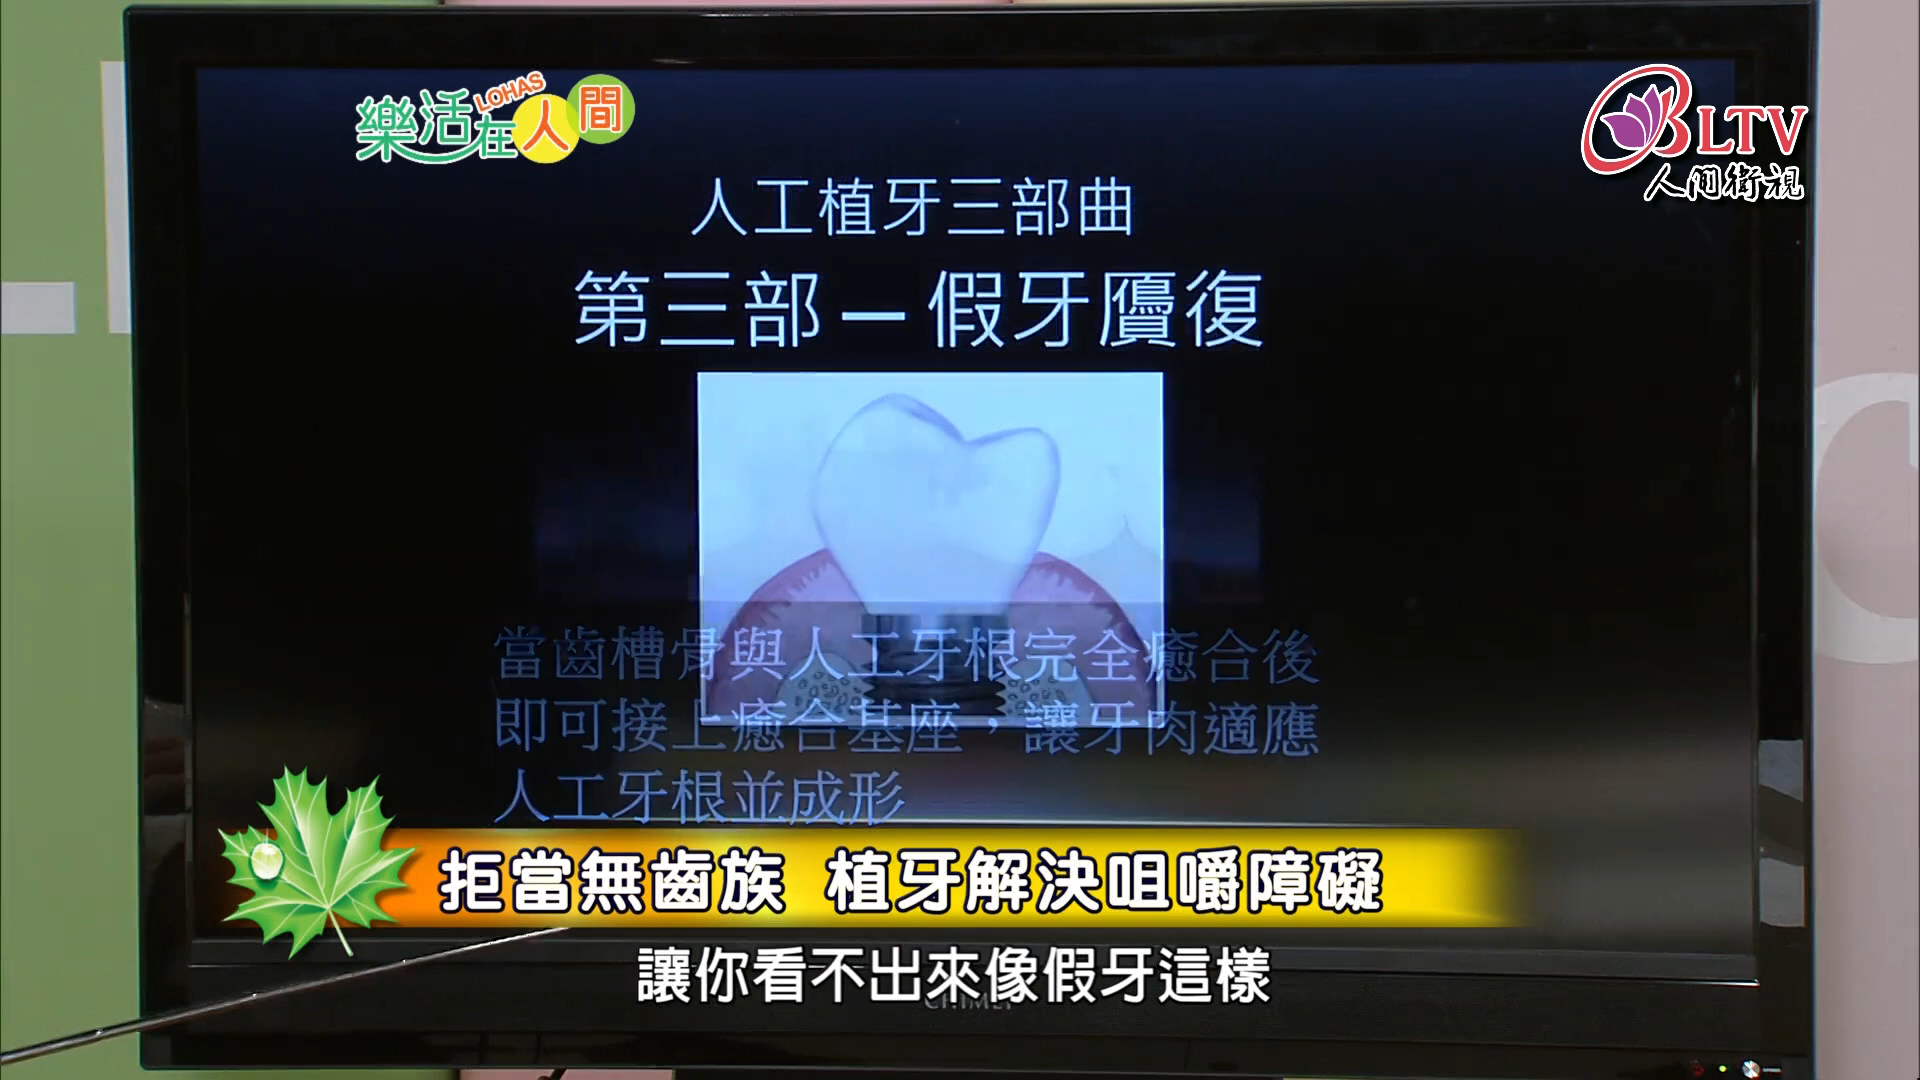 樂活在人間
LOHAS
BLTV
人間衛視
人工植牙三部曲
第三部－假牙贗復
當齒槽骨與人工牙根完全癒合後
即可接上癒合基座，讓牙肉適應
人工牙根並成形
拒當無齒族 植牙解決咀嚼障礙
讓你看不出來像假牙這樣
CHIMEI